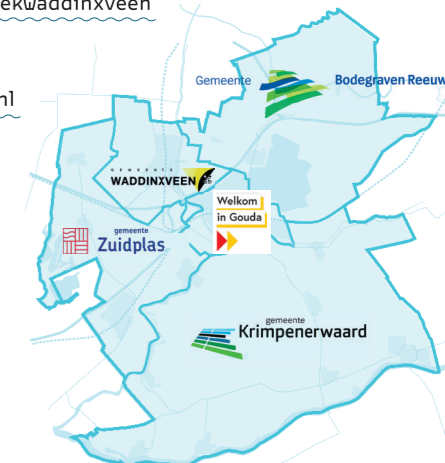 ekwaddinxveen
nl
Gemeente
Bodegraven Reeuw
GEMEENTE
WADDINXVEEN
Welkom
in Gouda
gemeente
Zuidplas
gemeente
Krimpenerwaard